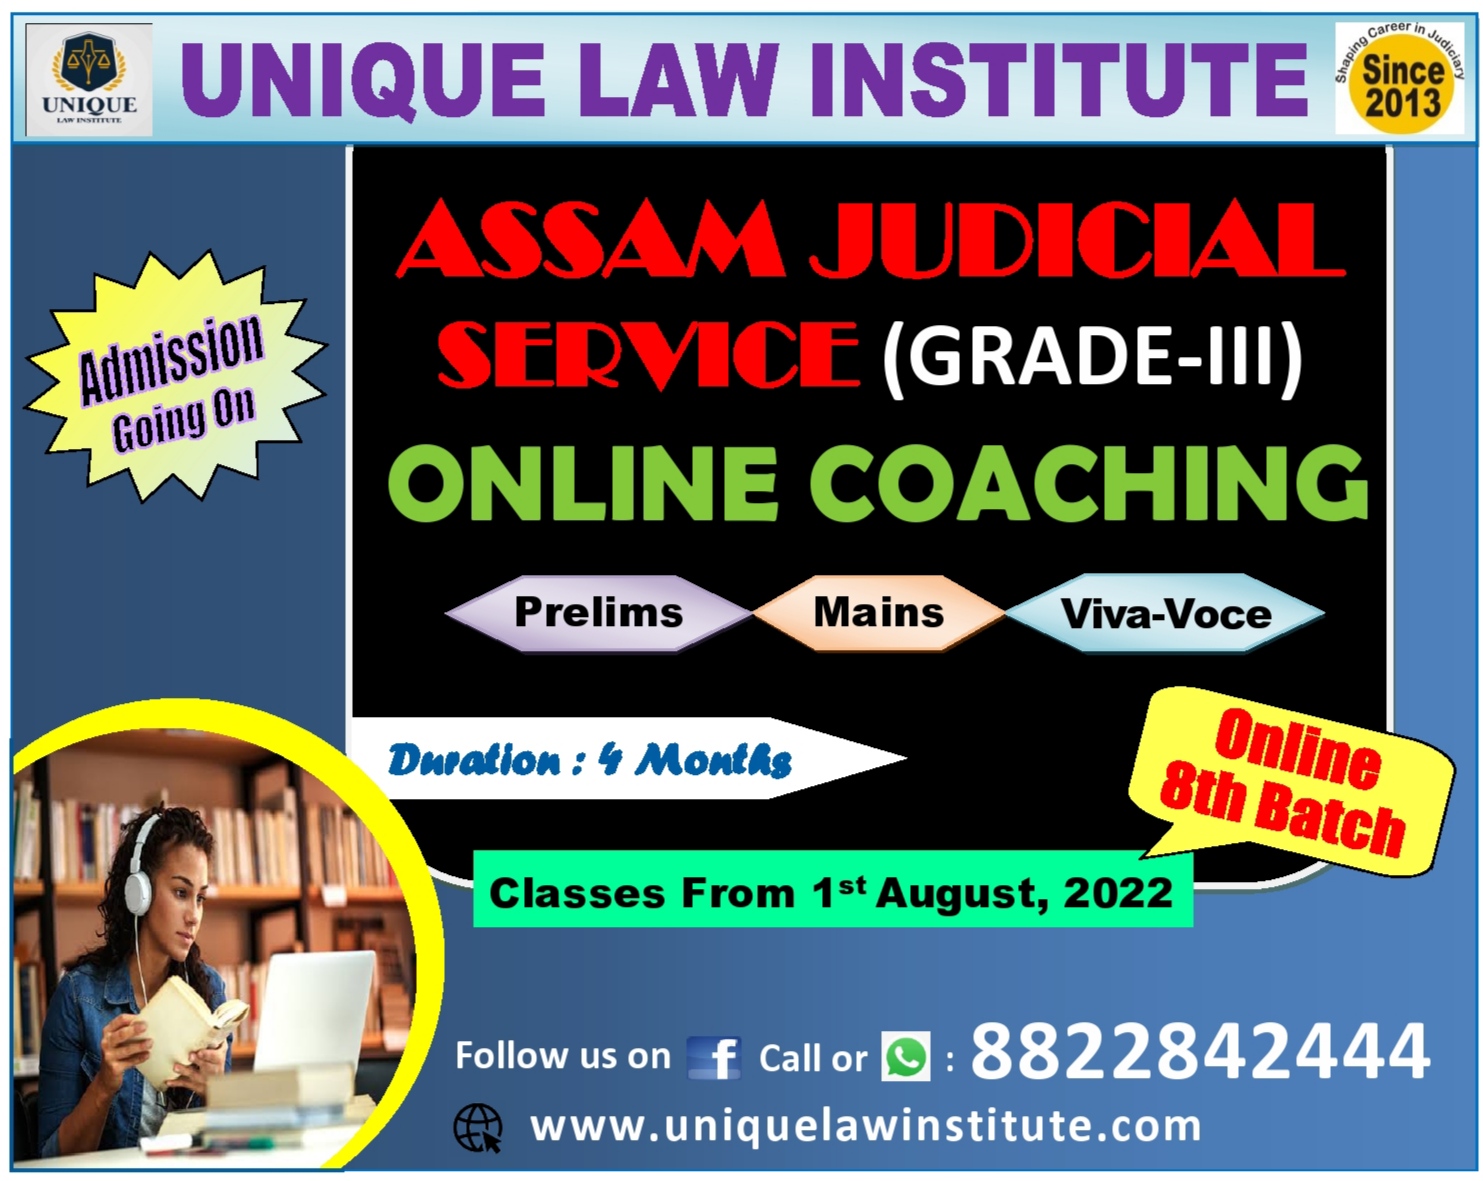 UNIQUE
LAW INSTITUTE
UNIQUE LAW INSTITUTE
Shaping Career in Judiciary
Since
2013
ASSAM JUDICIAL
SERVICE (GRADE-III)
Admission
Going On
ONLINE COACHING
Prelims Mains Viva-Voce
Duration : 4 Months
Online
8th Batch
Classes From 1st August, 2022
Follow us on f Call or : 8822842444
www.uniquelawinstitute.com